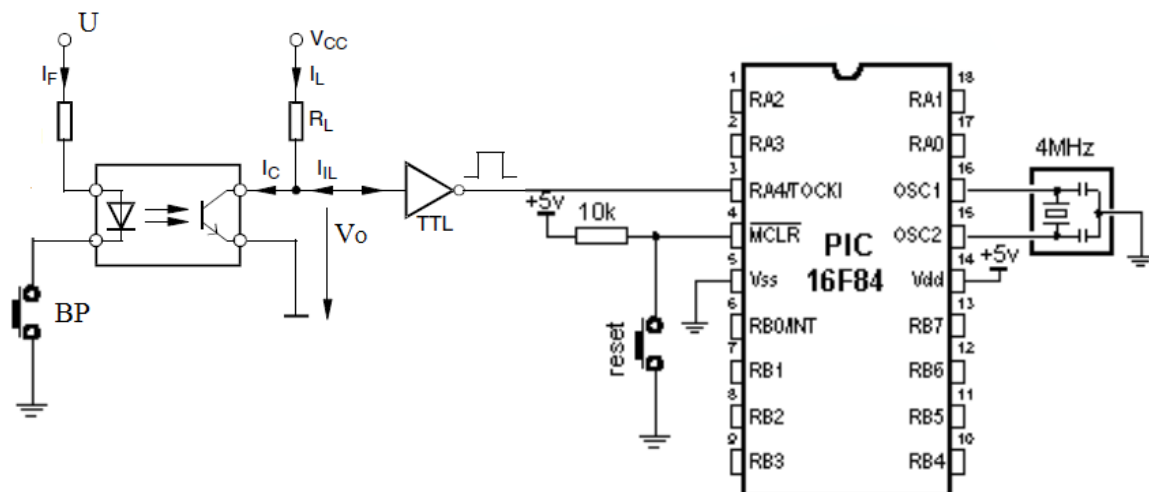 U
IF
VCC
IL
RL
IC
IIL
TTL
VO
BP
+5v
10k
reset
1
RA2
2
RA3
3
RA4/TOCKI
4
MCLR
5
Vss
6
RB0/INT
7
RB1
8
RB2
9
RB3
PIC
16F84
18
RA1
17
RA0
16
OSC1
15
OSC2
14
Vdd
13
RB7
12
RB6
11
RB5
10
RB4
4MHz
+5v